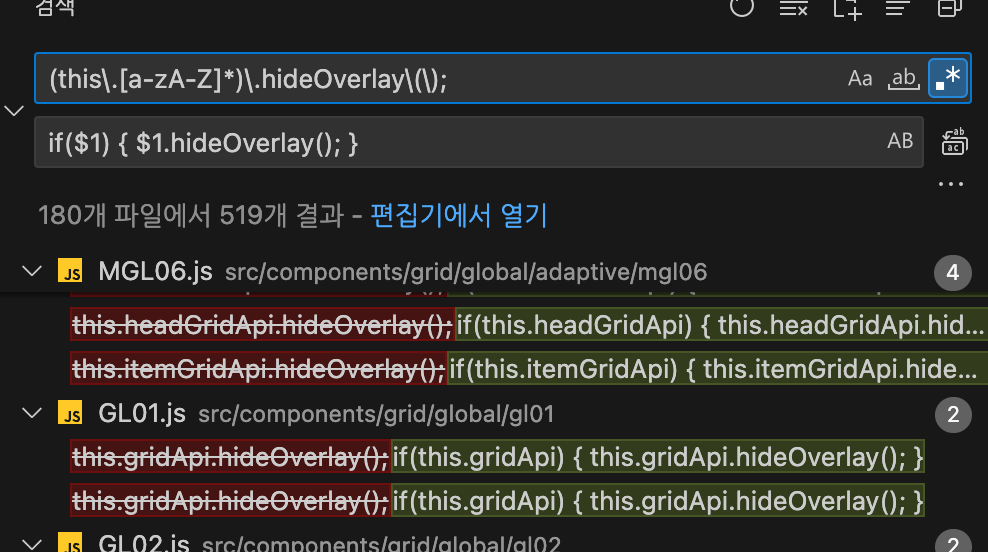 검색
(this\.[a-zA-Z]*)\.hideOverlay\(\);
Aa ab .*
if($1) { $1.hideOverlay(); }
AB
180개 파일에서 519개 결과 - 편집기에서 열기
JS MGL06.js src/components/grid/global/adaptive/mgl06 4
this.headGridApi.hideOverlay();if(this.headGridApi) { this.headGridApi.hid...
this.itemGridApi.hideOverlay();if(this.itemGridApi) { this.itemGridApi.hide...
JS GL01.js src/components/grid/global/gl01 2
this.gridApi.hideOverlay();if(this.gridApi) { this.gridApi.hideOverlay(); }
this.gridApi.hideOverlay();if(this.gridApi) { this.gridApi.hideOverlay(); }
JS GL02.js src/components/grid/global/gl02 2